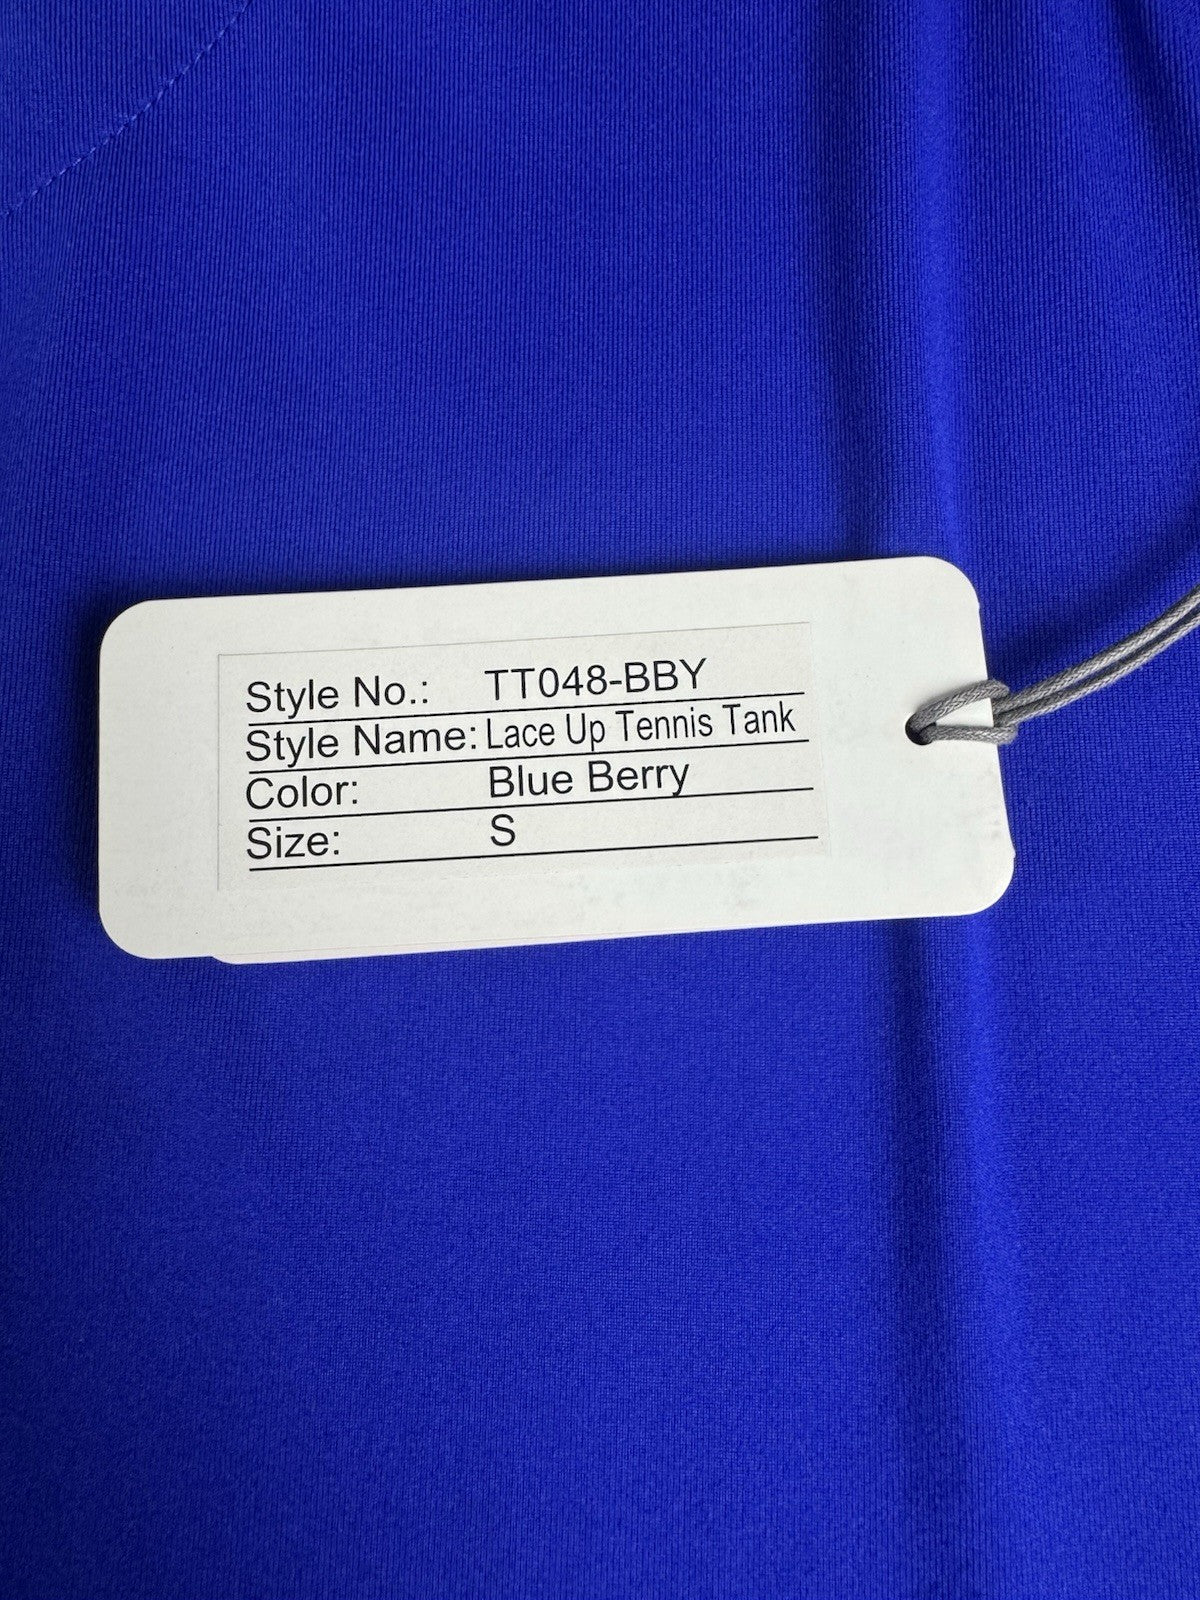 Style No.: TT048-BBY
Style Name: Lace Up Tennis Tank
Color: Blue Berry
Size: S